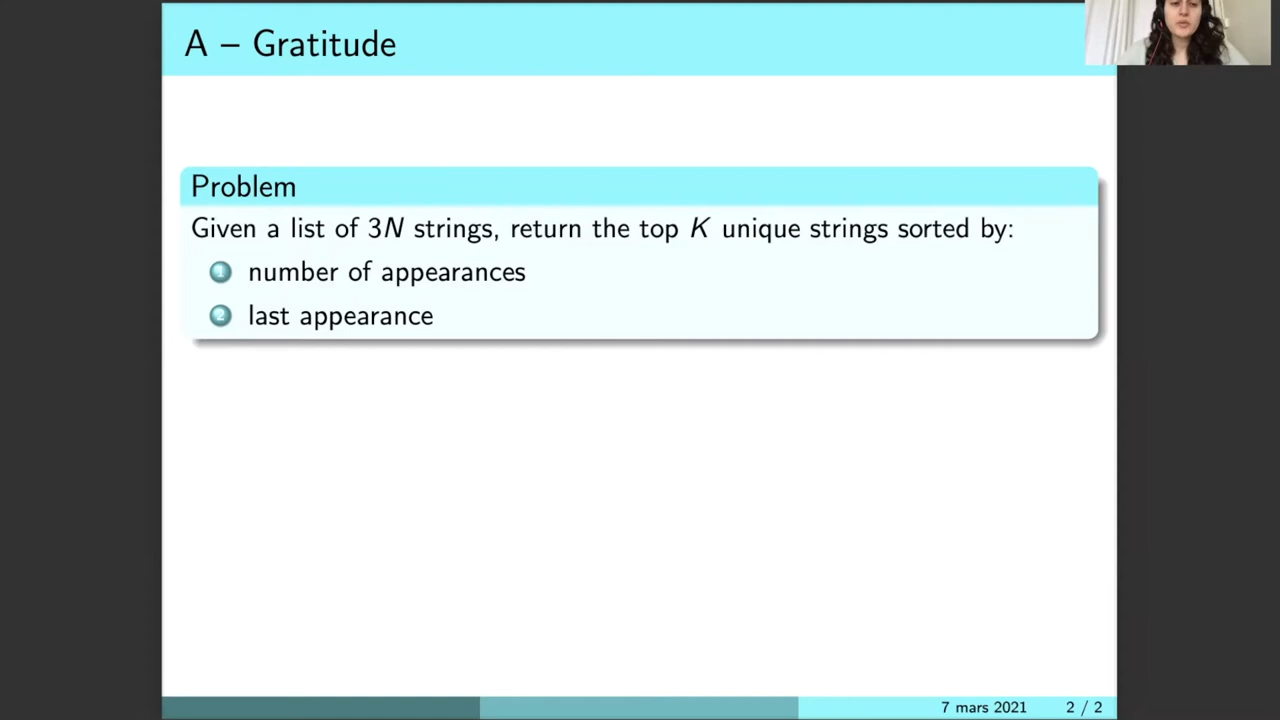 A – Gratitude
Problem
Given a list of 3N strings, return the top K unique strings sorted by:
1 number of appearances
2 last appearance
7 mars 2021 2 / 2